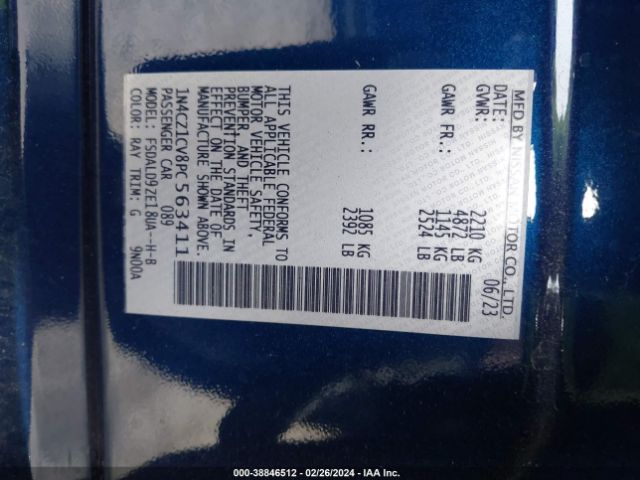 MFD BY NISSAN MOTOR CO., LTD.
DATE: 06/23
GVWR: 2210 KG
4872 LB
GAWR FR.: 1145 KG
2524 LB
GAWR RR.: 1085 KG
2392 LB
THIS VEHICLE CONFORMS TO
ALL APPLICABLE FEDERAL
MOTOR VEHICLE SAFETY,
BUMPER, AND THEFT
PREVENTION STANDARDS IN
EFFECT ON THE DATE OF
MANUFACTURE SHOWN ABOVE.
1N4CZ1CV8PC563411
PASSENGER CAR 089
MODEL: FSDALD9ZE18UA--H-B
COLOR: RAY TRIM: G 9N00A
000-38846512 - 02/26/2024 - IAA Inc.